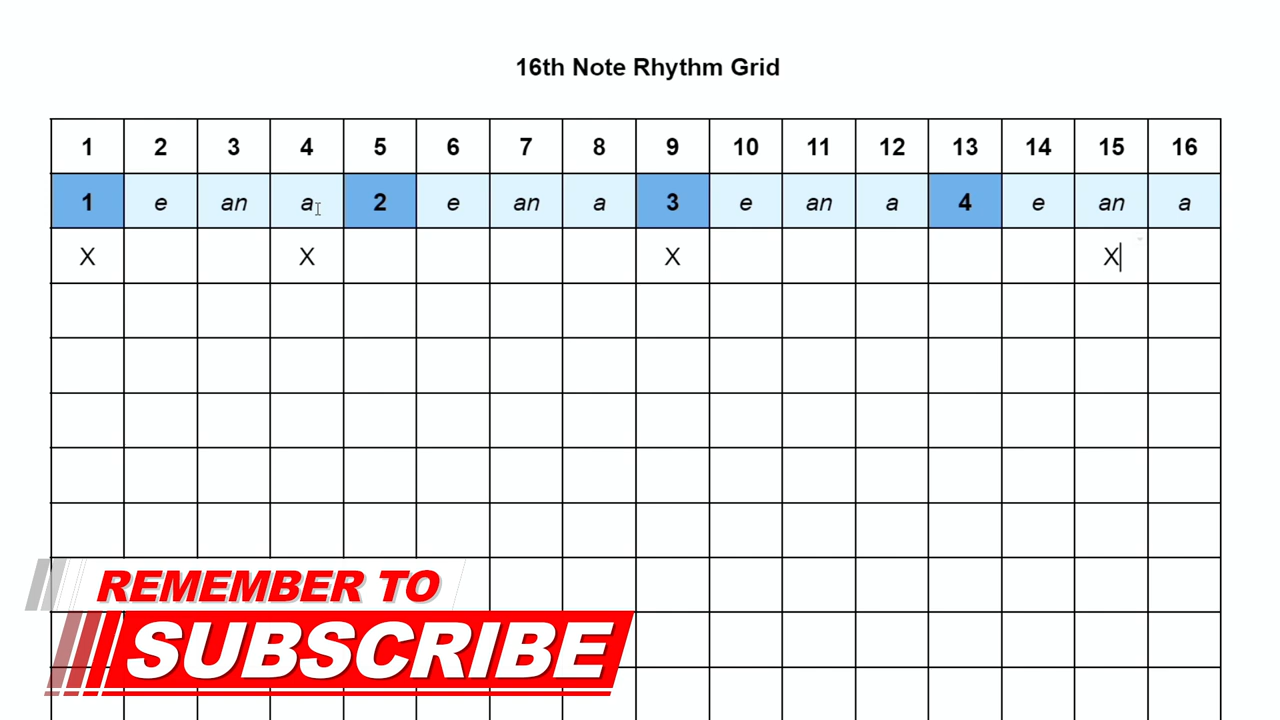 16th Note Rhythm Grid
1 2 3 4 5 6 7 8 9 10 11 12 13 14 15 16
1 e an a 2 e an a 3 e an a 4 e an a
X X X X
REMEMBER TO
SUBSCRIBE